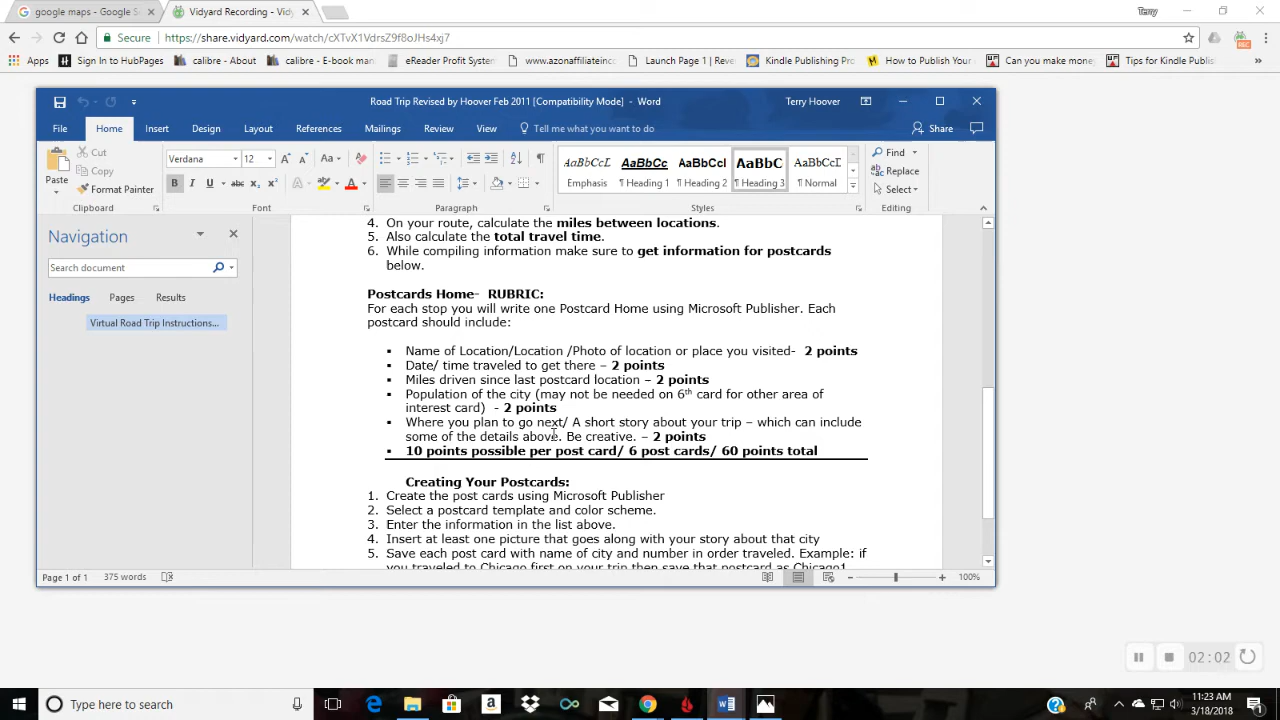 google maps - Google S
Vidyard Recording - Vidy
Terry
Secure
https://share.vidyard.com/watch/cXTvX1VdrsZ9f8oJHs4xj7
Apps
Sign In to HubPages
calibre - About
calibre - E-book man
eReader Profit System
www.azonaffiliateinc
Launch Page 1 | Reve
Kindle Publishing Pro
How to Publish Your
Can you make money
Tips for Kindle Publis
Road Trip Revised by Hoover Feb 2011 [Compatibility Mode] - Word
Terry Hoover
File Home Insert Design Layout References Mailings Review View Tell me what you want to do Share
Paste
Cut
Copy
Format Painter
Verdana 12
AaBbCcL AaBbCc AaBbCcI AaBbC AaBbCcD
Emphasis ¶ Heading 1 ¶ Heading 2 ¶ Heading 3 ¶ Normal
Find
Replace
Select
Clipboard Font Paragraph Styles Editing
Navigation
Search document
Headings Pages Results
Virtual Road Trip Instructions...
4. On your route, calculate the miles between locations.
5. Also calculate the total travel time.
6. While compiling information make sure to get information for postcards
below.
Postcards Home- RUBRIC:
For each stop you will write one Postcard Home using Microsoft Publisher. Each
postcard should include:
▪ Name of Location/Location /Photo of location or place you visited- 2 points
▪ Date/ time traveled to get there – 2 points
▪ Miles driven since last postcard location – 2 points
▪ Population of the city (may not be needed on 6th card for other area of
interest card) - 2 points
▪ Where you plan to go next/ A short story about your trip – which can include
some of the details above. Be creative. – 2 points
▪ 10 points possible per post card/ 6 post cards/ 60 points total
Creating Your Postcards:
1. Create the post cards using Microsoft Publisher
2. Select a postcard template and color scheme.
3. Enter the information in the list above.
4. Insert at least one picture that goes along with your story about that city
5. Save each post card with name of city and number in order traveled. Example: if
you traveled to Chicago first on your trip then save that postcard as Chicago1.
Page 1 of 1 375 words
100%
02:02
Type here to search
11:23 AM
3/18/2018